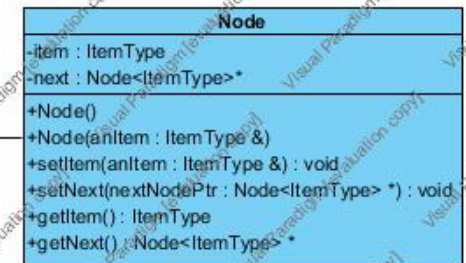 Node
-item : ItemType
-next : Node<ItemType>*
+Node()
+Node(anItem : ItemType &)
+setItem(anItem : ItemType &) : void
+setNext(nextNodePtr : Node<ItemType> *) : void
+getItem() : ItemType
+getNext() : Node<ItemType> *